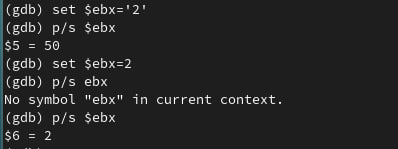 (gdb) set $ebx='2'
(gdb) p/s $ebx
$5 = 50
(gdb) set $ebx=2
(gdb) p/s ebx
No symbol "ebx" in current context.
(gdb) p/s $ebx
$6 = 2